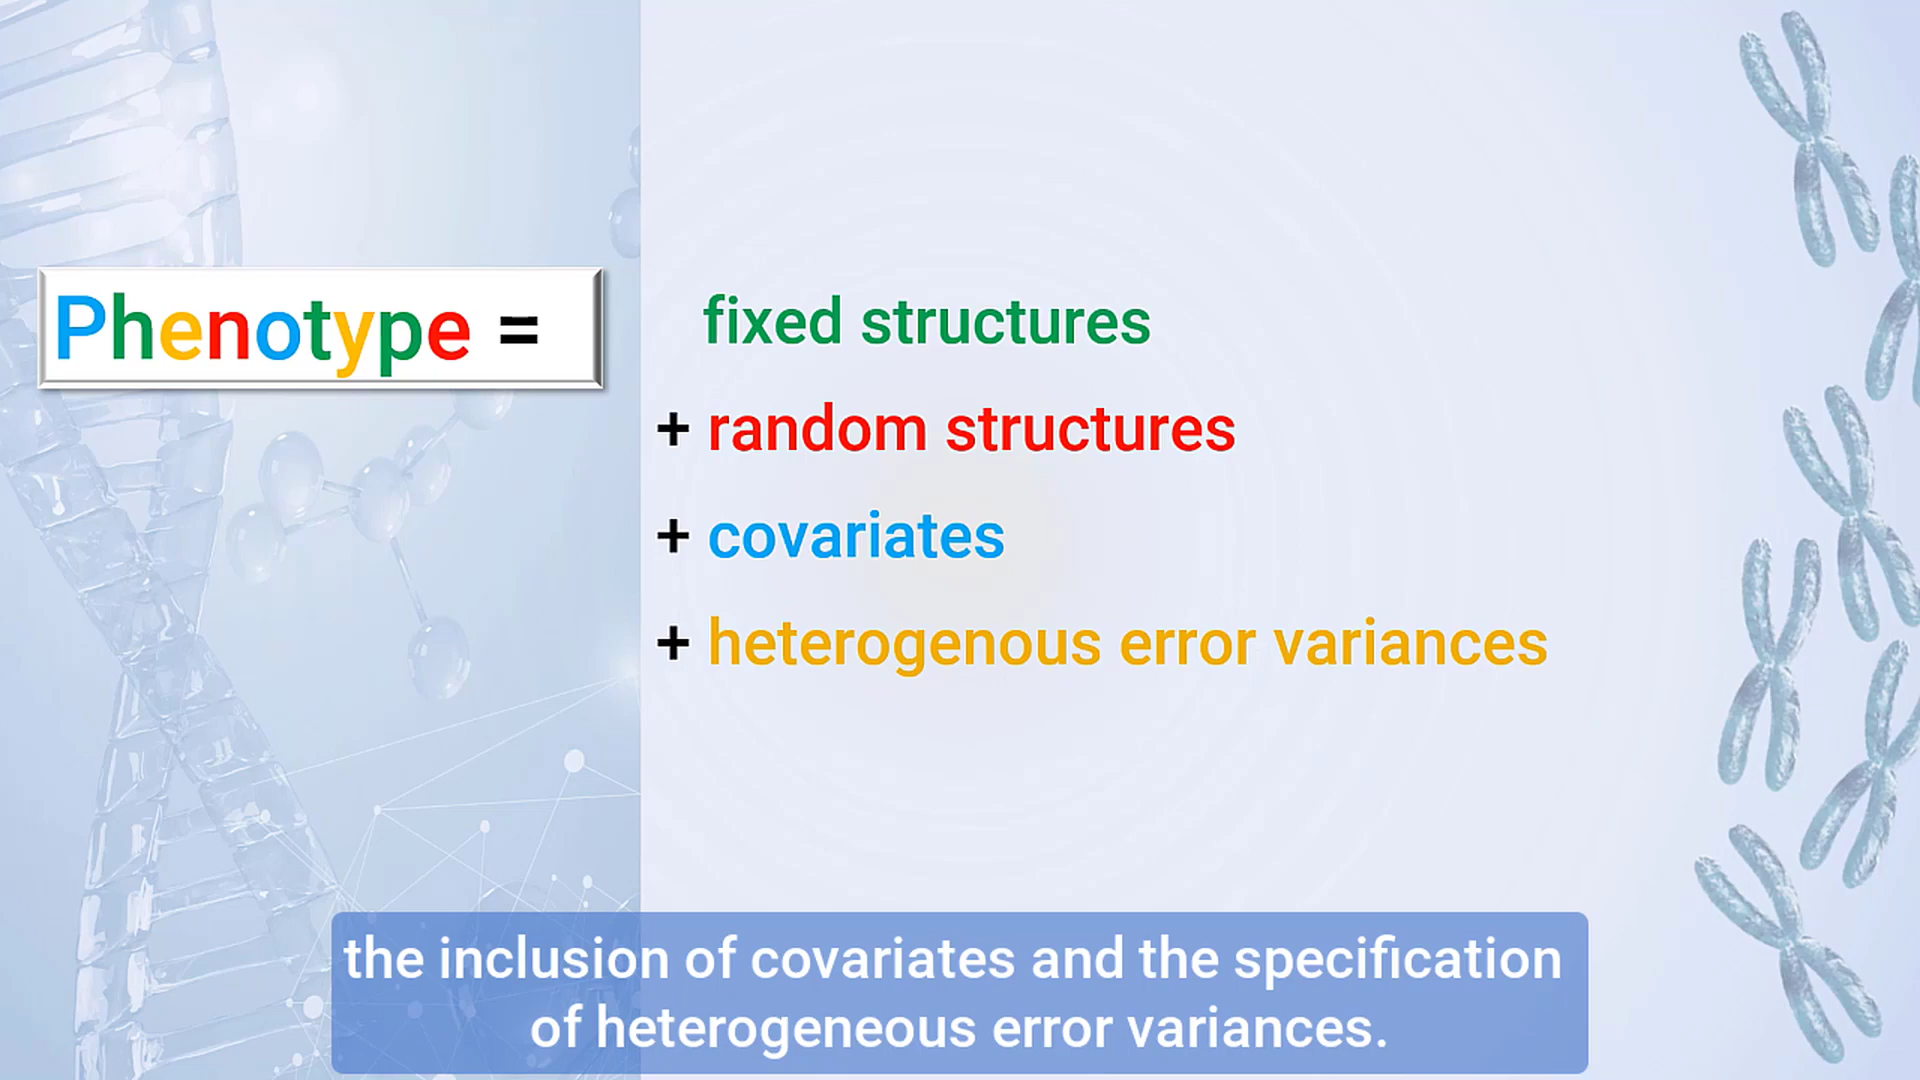 Phenotype =
fixed structures
+ random structures
+ covariates
+ heterogenous error variances
the inclusion of covariates and the specification
of heterogeneous error variances.